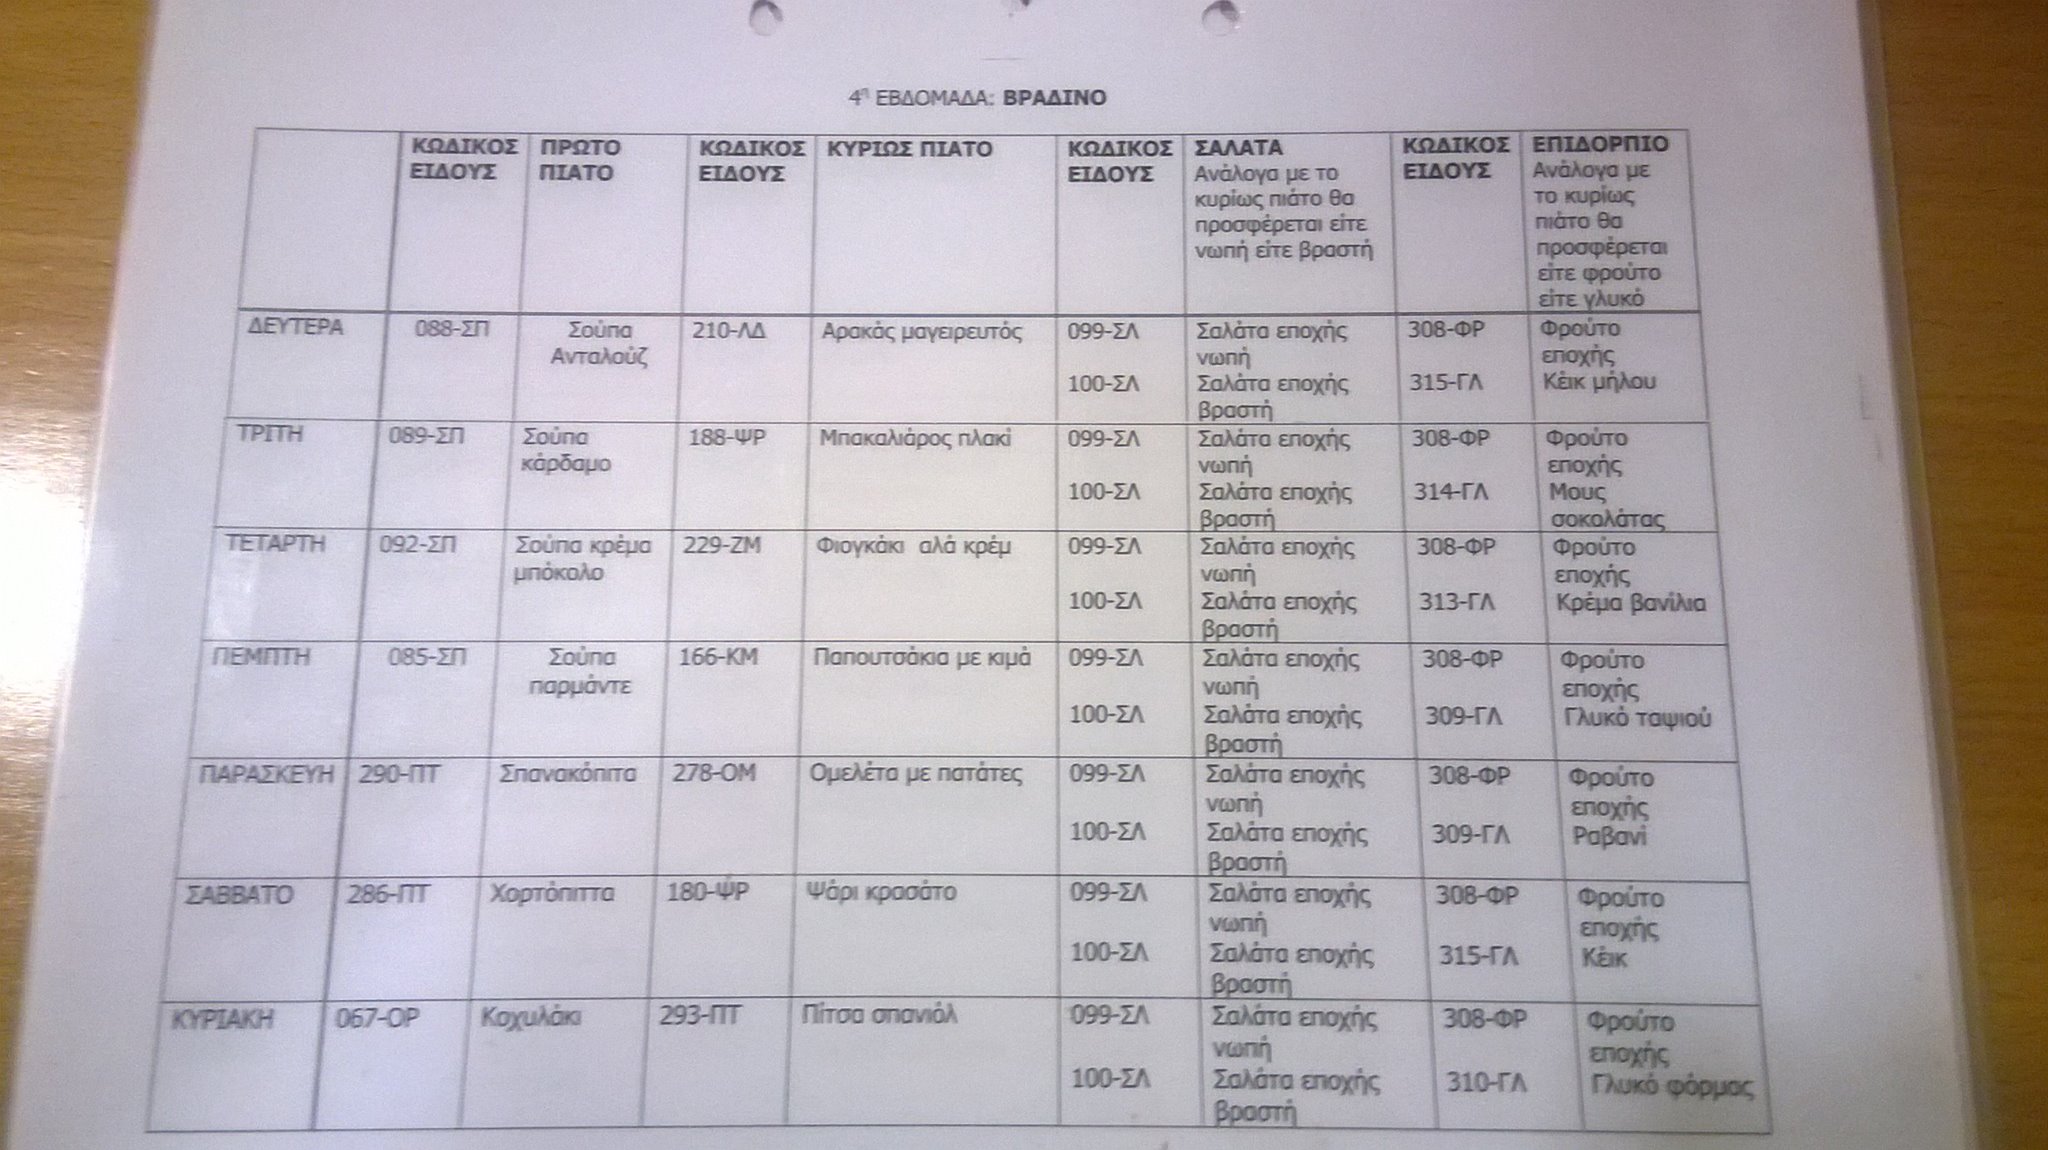 4η ΕΒΔΟΜΑΔΑ: ΒΡΑΔΙΝΟ
ΚΩΔΙΚΟΣ ΠΡΩΤΟ ΚΩΔΙΚΟΣ ΚΥΡΙΩΣ ΠΙΑΤΟ ΚΩΔΙΚΟΣ ΣΑΛΑΤΑ ΚΩΔΙΚΟΣ ΕΠΙΔΟΡΠΙΟ
ΕΙΔΟΥΣ ΠΙΑΤΟ ΕΙΔΟΥΣ ΕΙΔΟΥΣ Ανάλογα με το ΕΙΔΟΥΣ Ανάλογα με
κυρίως πιάτο θα το κυρίως
προσφέρεται είτε πιάτο θα
νωπή είτε βραστή προσφέρεται
είτε φρούτο
είτε γλυκό
ΔΕΥΤΕΡΑ 088-ΣΠ Σούπα 210-ΛΔ Αρακάς μαγειρευτός 099-ΣΛ Σαλάτα εποχής 308-ΦΡ Φρούτο
Ανταλούζ νωπή εποχής
100-ΣΛ Σαλάτα εποχής 315-ΓΛ Κέικ μήλου
βραστή
ΤΡΙΤΗ 089-ΣΠ Σούπα 188-ΨΡ Μπακαλιάρος πλακί 099-ΣΛ Σαλάτα εποχής 308-ΦΡ Φρούτο
κάρδαμο νωπή εποχής
100-ΣΛ Σαλάτα εποχής 314-ΓΛ Μους
βραστή σοκολάτας
ΤΕΤΑΡΤΗ 092-ΣΠ Σούπα κρέμα 229-ΖΜ Φιογκάκι αλά κρέμ 099-ΣΛ Σαλάτα εποχής 308-ΦΡ Φρούτο
μπόκολο νωπή εποχής
100-ΣΛ Σαλάτα εποχής 313-ΓΛ Κρέμα βανίλια
βραστή
ΠΕΜΠΤΗ 085-ΣΠ Σούπα 166-ΚΜ Παπουτσάκια με κιμά 099-ΣΛ Σαλάτα εποχής 308-ΦΡ Φρούτο
παρμάντε νωπή εποχής
100-ΣΛ Σαλάτα εποχής 309-ΓΛ Γλυκό ταψιού
βραστή
ΠΑΡΑΣΚΕΥΗ 290-ΠΤ Σπανακόπιτα 278-ΟΜ Ομελέτα με πατάτες 099-ΣΛ Σαλάτα εποχής 308-ΦΡ Φρούτο
νωπή εποχής
100-ΣΛ Σαλάτα εποχής 309-ΓΛ Ραβανί
βραστή
ΣΑΒΒΑΤΟ 286-ΠΤ Χορτόπιττα 180-ΨΡ Ψάρι κρασάτο 099-ΣΛ Σαλάτα εποχής 308-ΦΡ Φρούτο
νωπή εποχής
100-ΣΛ Σαλάτα εποχής 315-ΓΛ Κέικ
βραστή
ΚΥΡΙΑΚΗ 067-ΟΡ Κοχυλάκι 293-ΠΤ Πίτσα σπανιόλ 099-ΣΛ Σαλάτα εποχής 308-ΦΡ Φρούτο
νωπή εποχής
100-ΣΛ Σαλάτα εποχής 310-ΓΛ Γλυκό φόρμας
βραστή